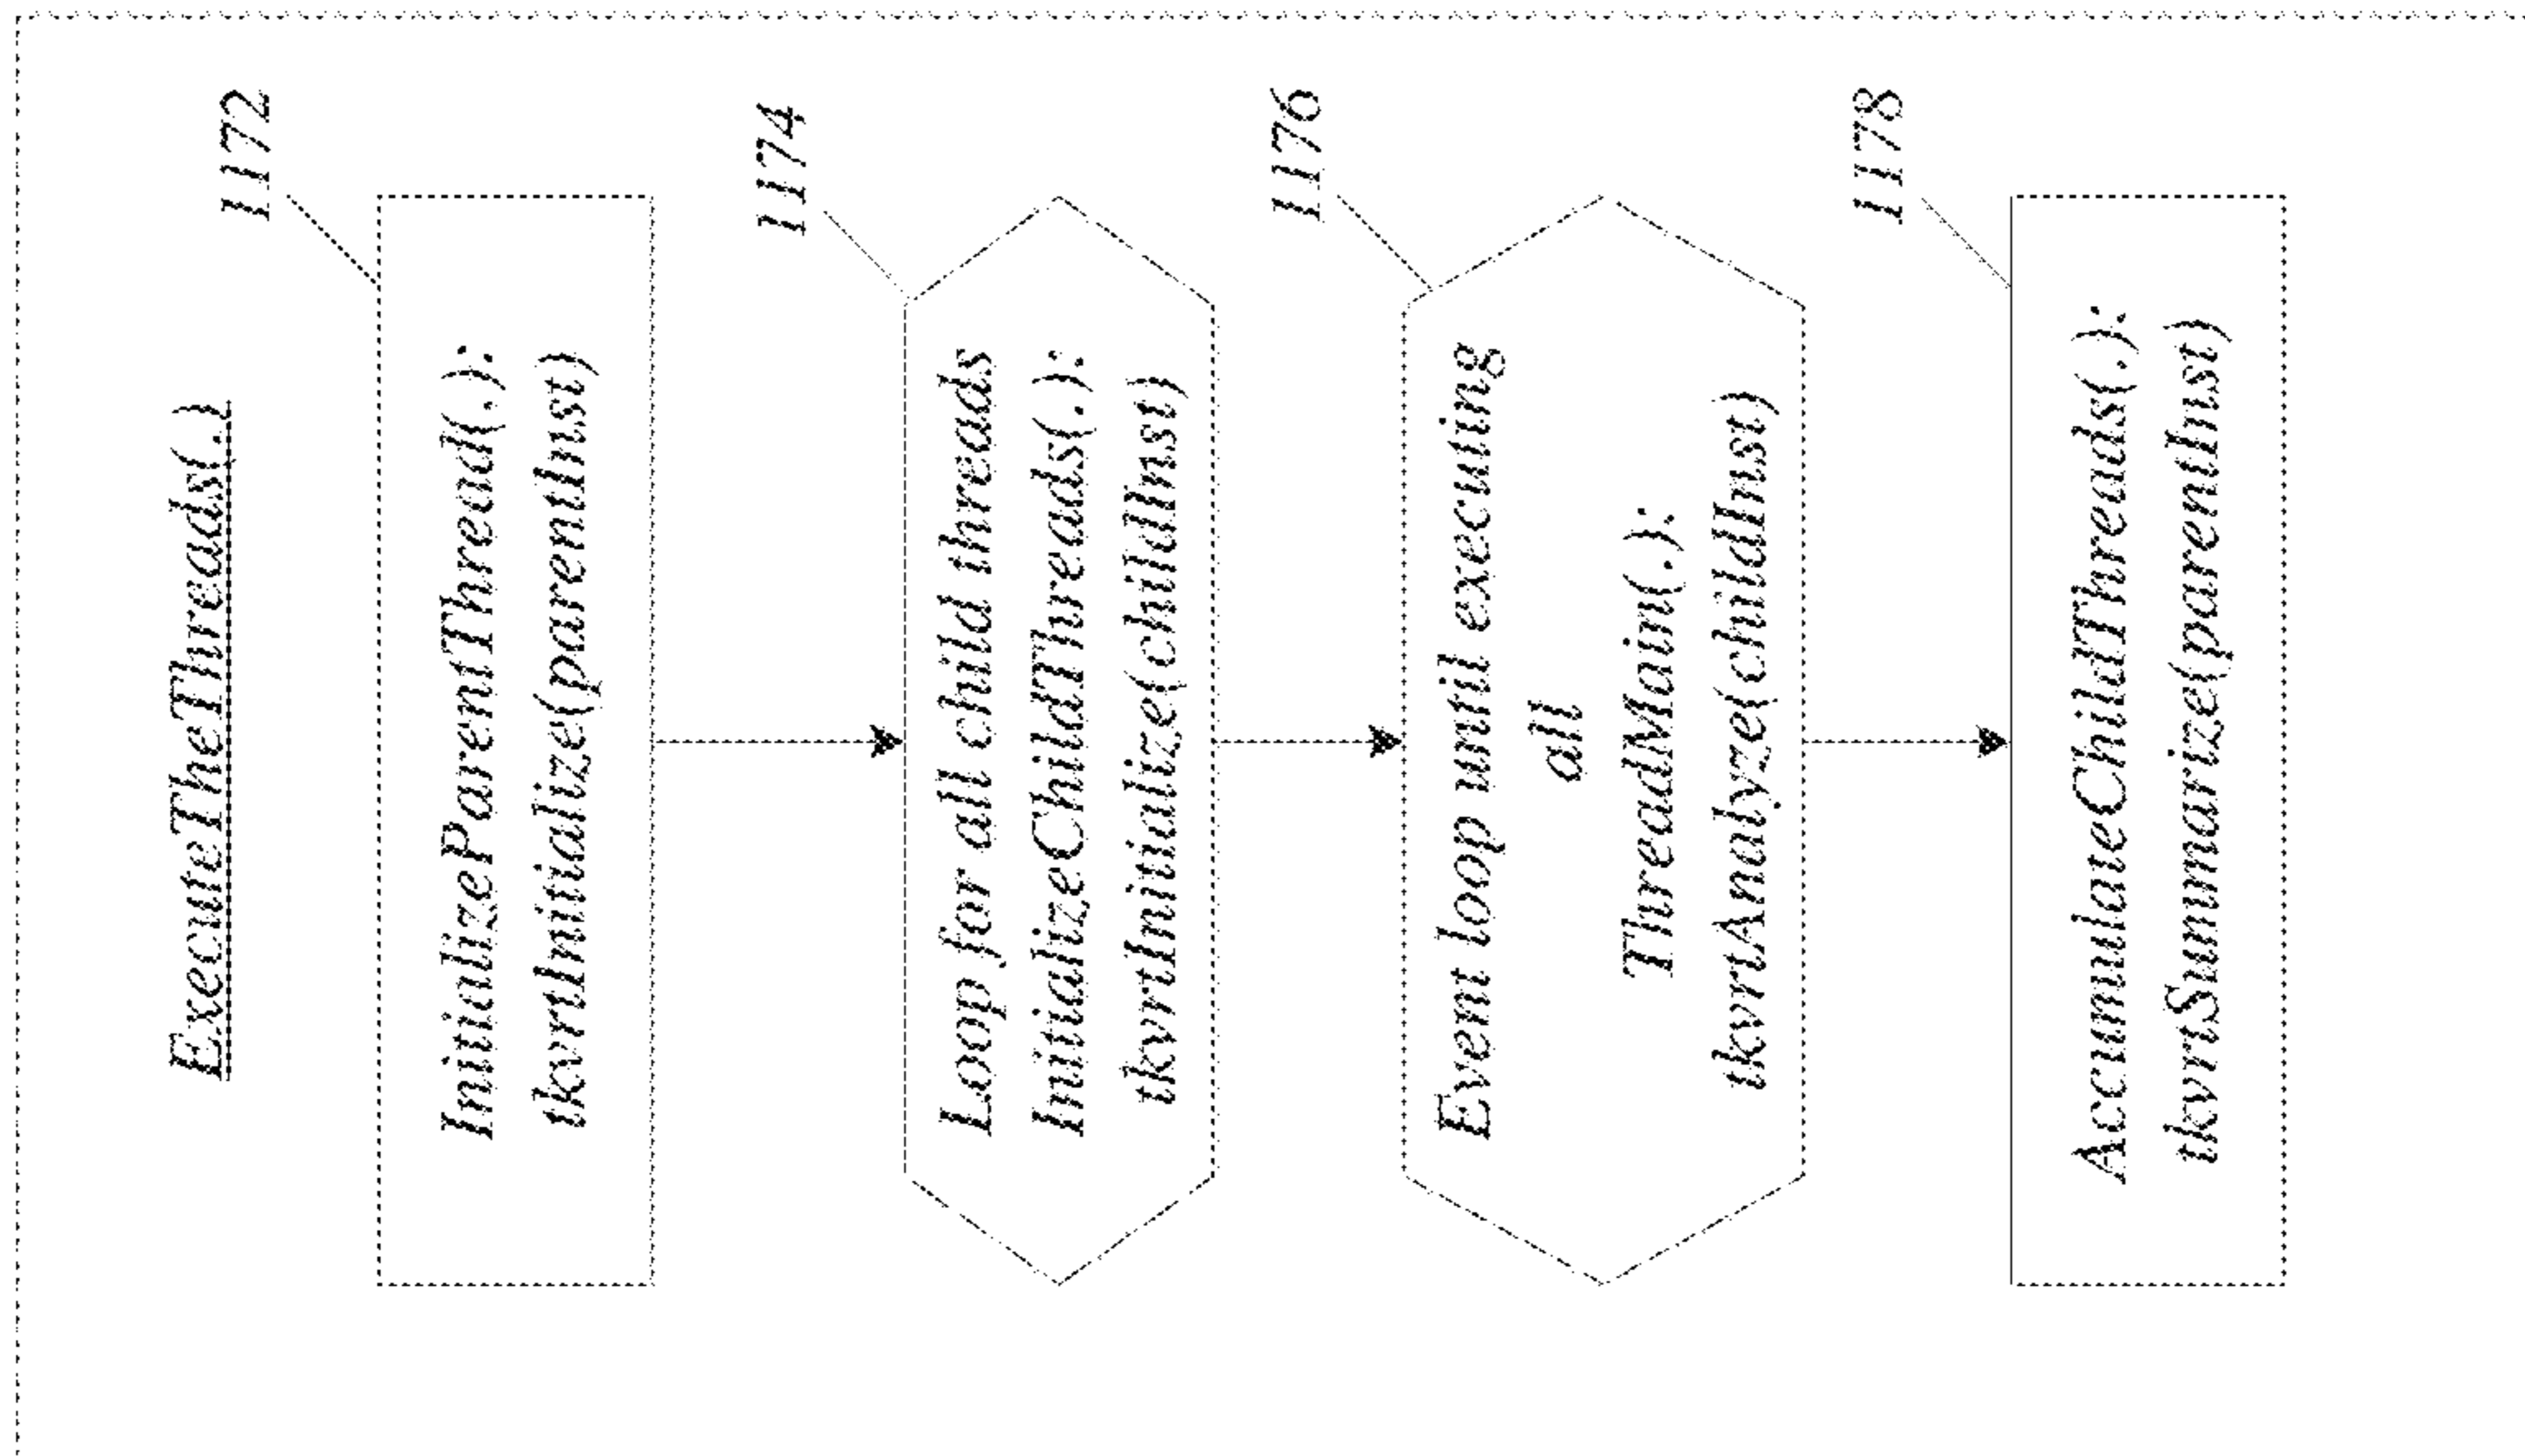 ExecuteTheThreads(.)
1172
InitializeParentThread(.):
tkvrtInitialize(parentInst)
1174
Loop for all child threads
InitializeChildThreads(.):
tkvrtInitialize(childInst)
1176
Event loop until executing
all
ThreadMain(.):
tkvrtAnalyze(childInst)
1178
AccumulateChildThreads(.):
tkvrtSummarize(parentInst)